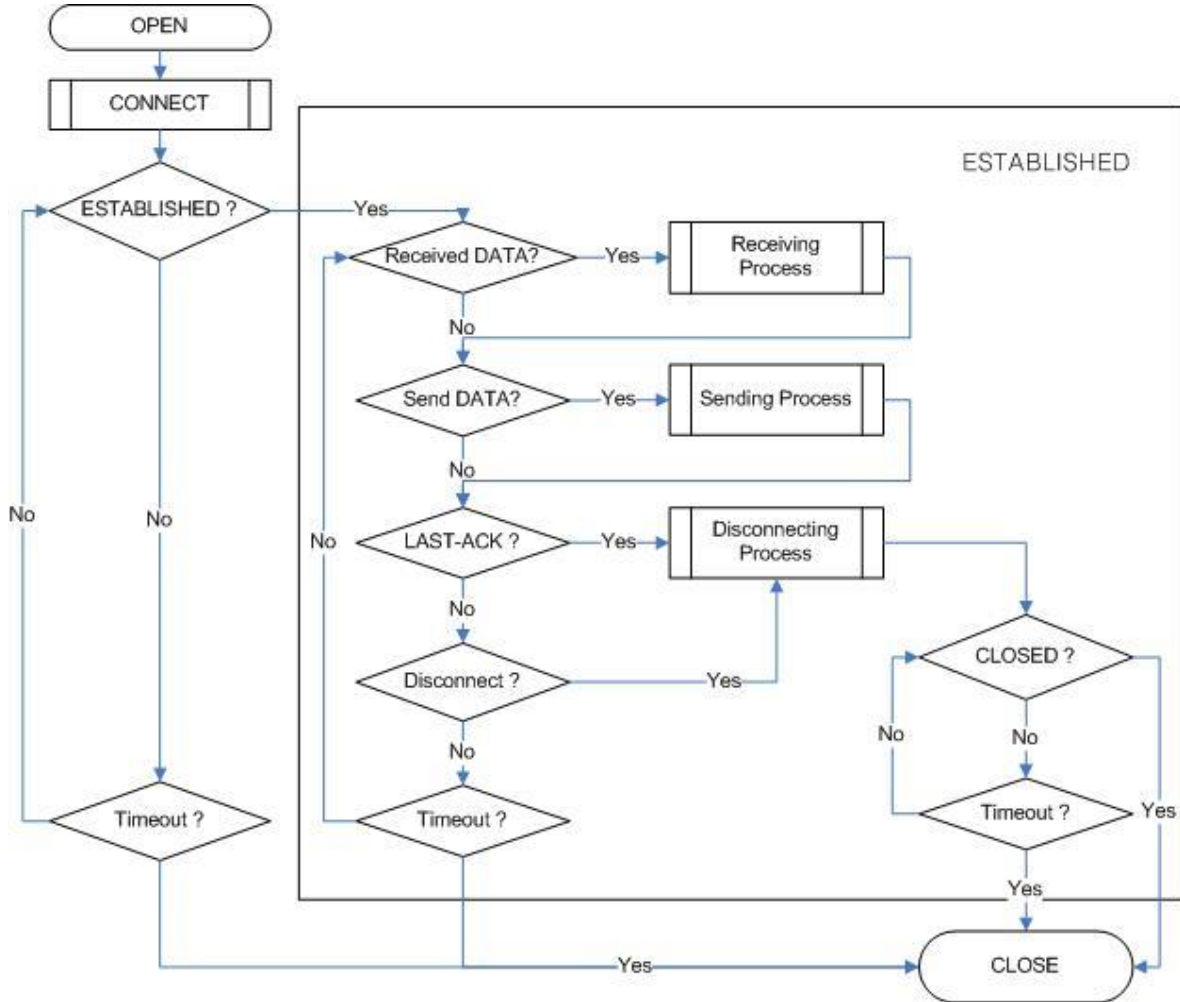 OPEN
CONNECT
ESTABLISHED
ESTABLISHED ?
Yes
Received DATA?
Yes
Receiving
Process
No
Send DATA?
Yes
Sending Process
No
No
No
No
LAST-ACK ?
Yes
Disconnecting
Process
No
CLOSED ?
Disconnect ?
Yes
No
No
No
Timeout ?
Timeout ?
Timeout ?
Yes
Yes
Yes
CLOSE